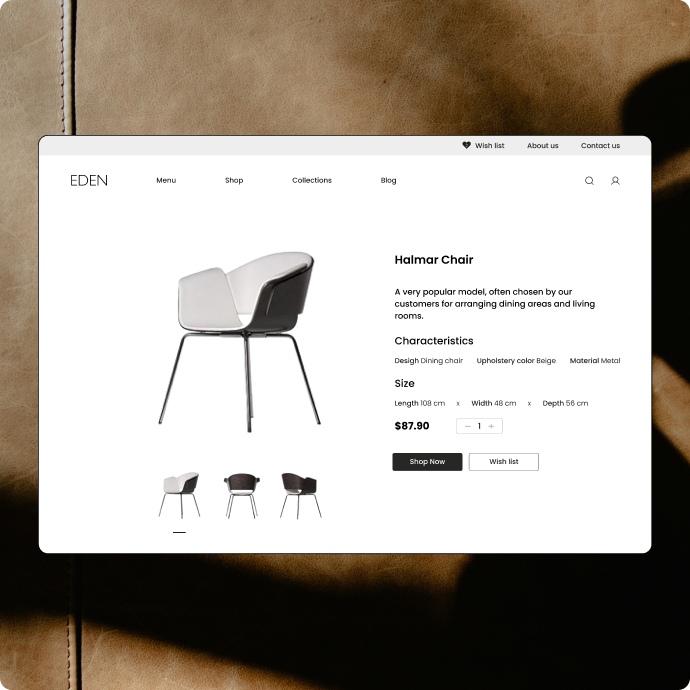 Wish list About us Contact us
EDEN Menu Shop Collections Blog
Halmar Chair
A very popular model, often chosen by our
customers for arranging dining areas and living
rooms.
Characteristics
Design Dining chair Upholstery color Beige Material Metal
Size
Length 108 cm x Width 48 cm x Depth 56 cm
$87.90 − 1 +
Shop Now Wish list